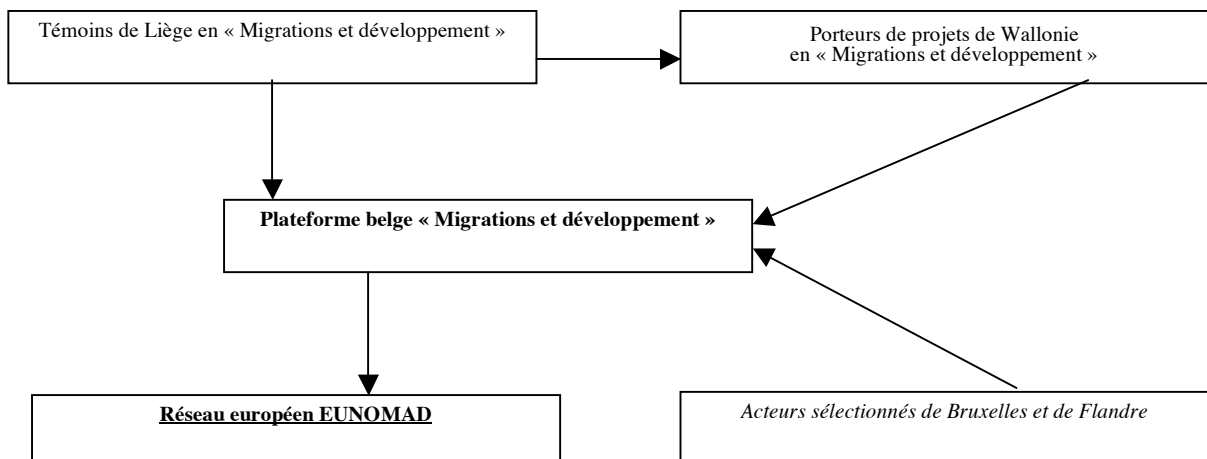 Témoins de Liège en « Migrations et développement »
Porteurs de projets de Wallonie
en « Migrations et développement »
Plateforme belge « Migrations et développement »
Réseau européen EUNOMAD
Acteurs sélectionnés de Bruxelles et de Flandre